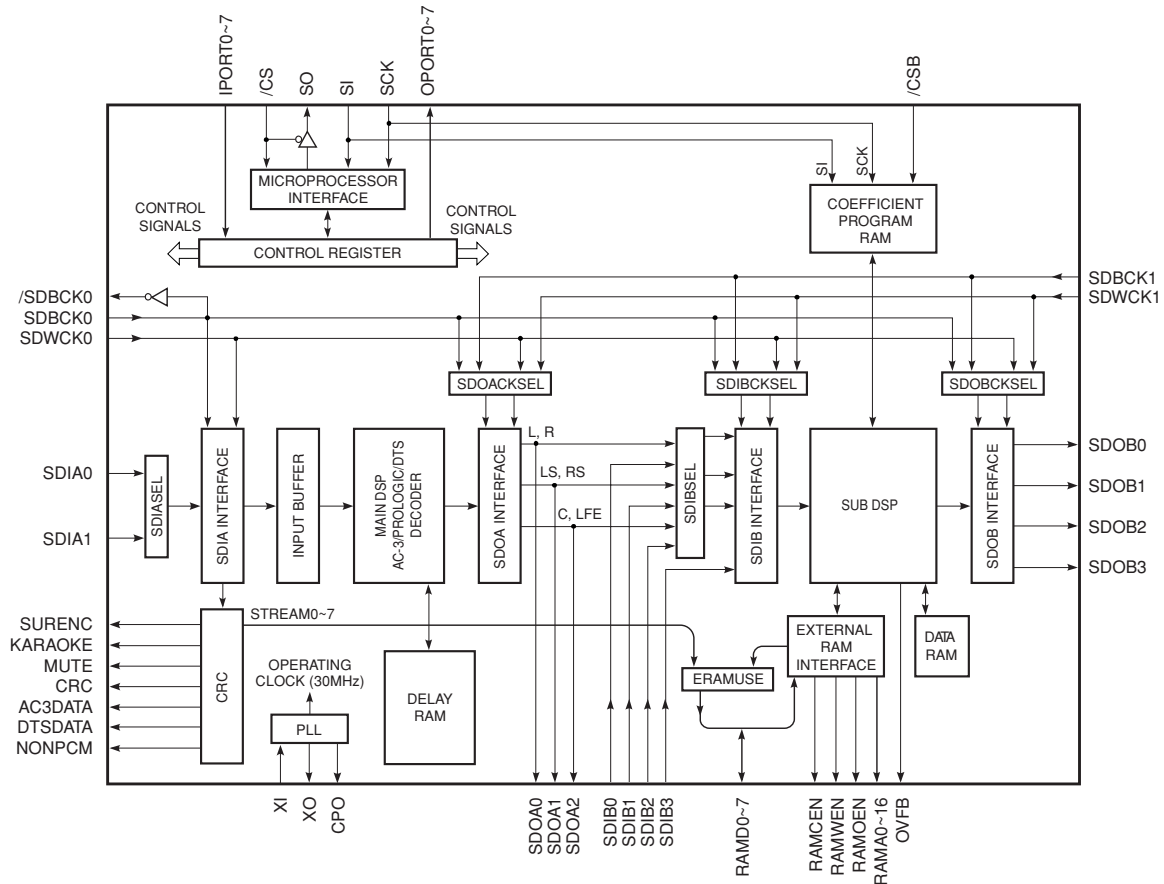 IPORT0~7
/CS
SO
SI
SCK
OPORT0~7
/CSB
SI
SCK
MICROPROCESSOR
INTERFACE
COEFFICIENT
PROGRAM
RAM
CONTROL
SIGNALS
CONTROL
SIGNALS
CONTROL REGISTER
SDBCK1
SDWCK1
/SDBCK0
SDBCK0
SDWCK0
SDOACKSEL
SDIBCKSEL
SDOBCKSEL
SDIA0
SDIA1
SDIASEL
SDIA INTERFACE
INPUT BUFFER
MAIN DSP
AC-3/PROLOGIC/DTS
DECODER
SDOA INTERFACE
L, R
LS, RS
C, LFE
SDIBSEL
SDIB INTERFACE
SUB DSP
SDOB INTERFACE
SDOB0
SDOB1
SDOB2
SDOB3
SURENC
KARAOKE
MUTE
CRC
AC3DATA
DTSDATA
NONPCM
CRC
STREAM0~7
OPERATING
CLOCK (30MHz)
PLL
DELAY
RAM
ERAMUSE
EXTERNAL
RAM
INTERFACE
DATA
RAM
XI
XO
CPO
SDOA0
SDOA1
SDOA2
SDIB0
SDIB1
SDIB2
SDIB3
RAMD0~7
RAMCEN
RAMWEN
RAMOEN
RAMA0~16
OVFB